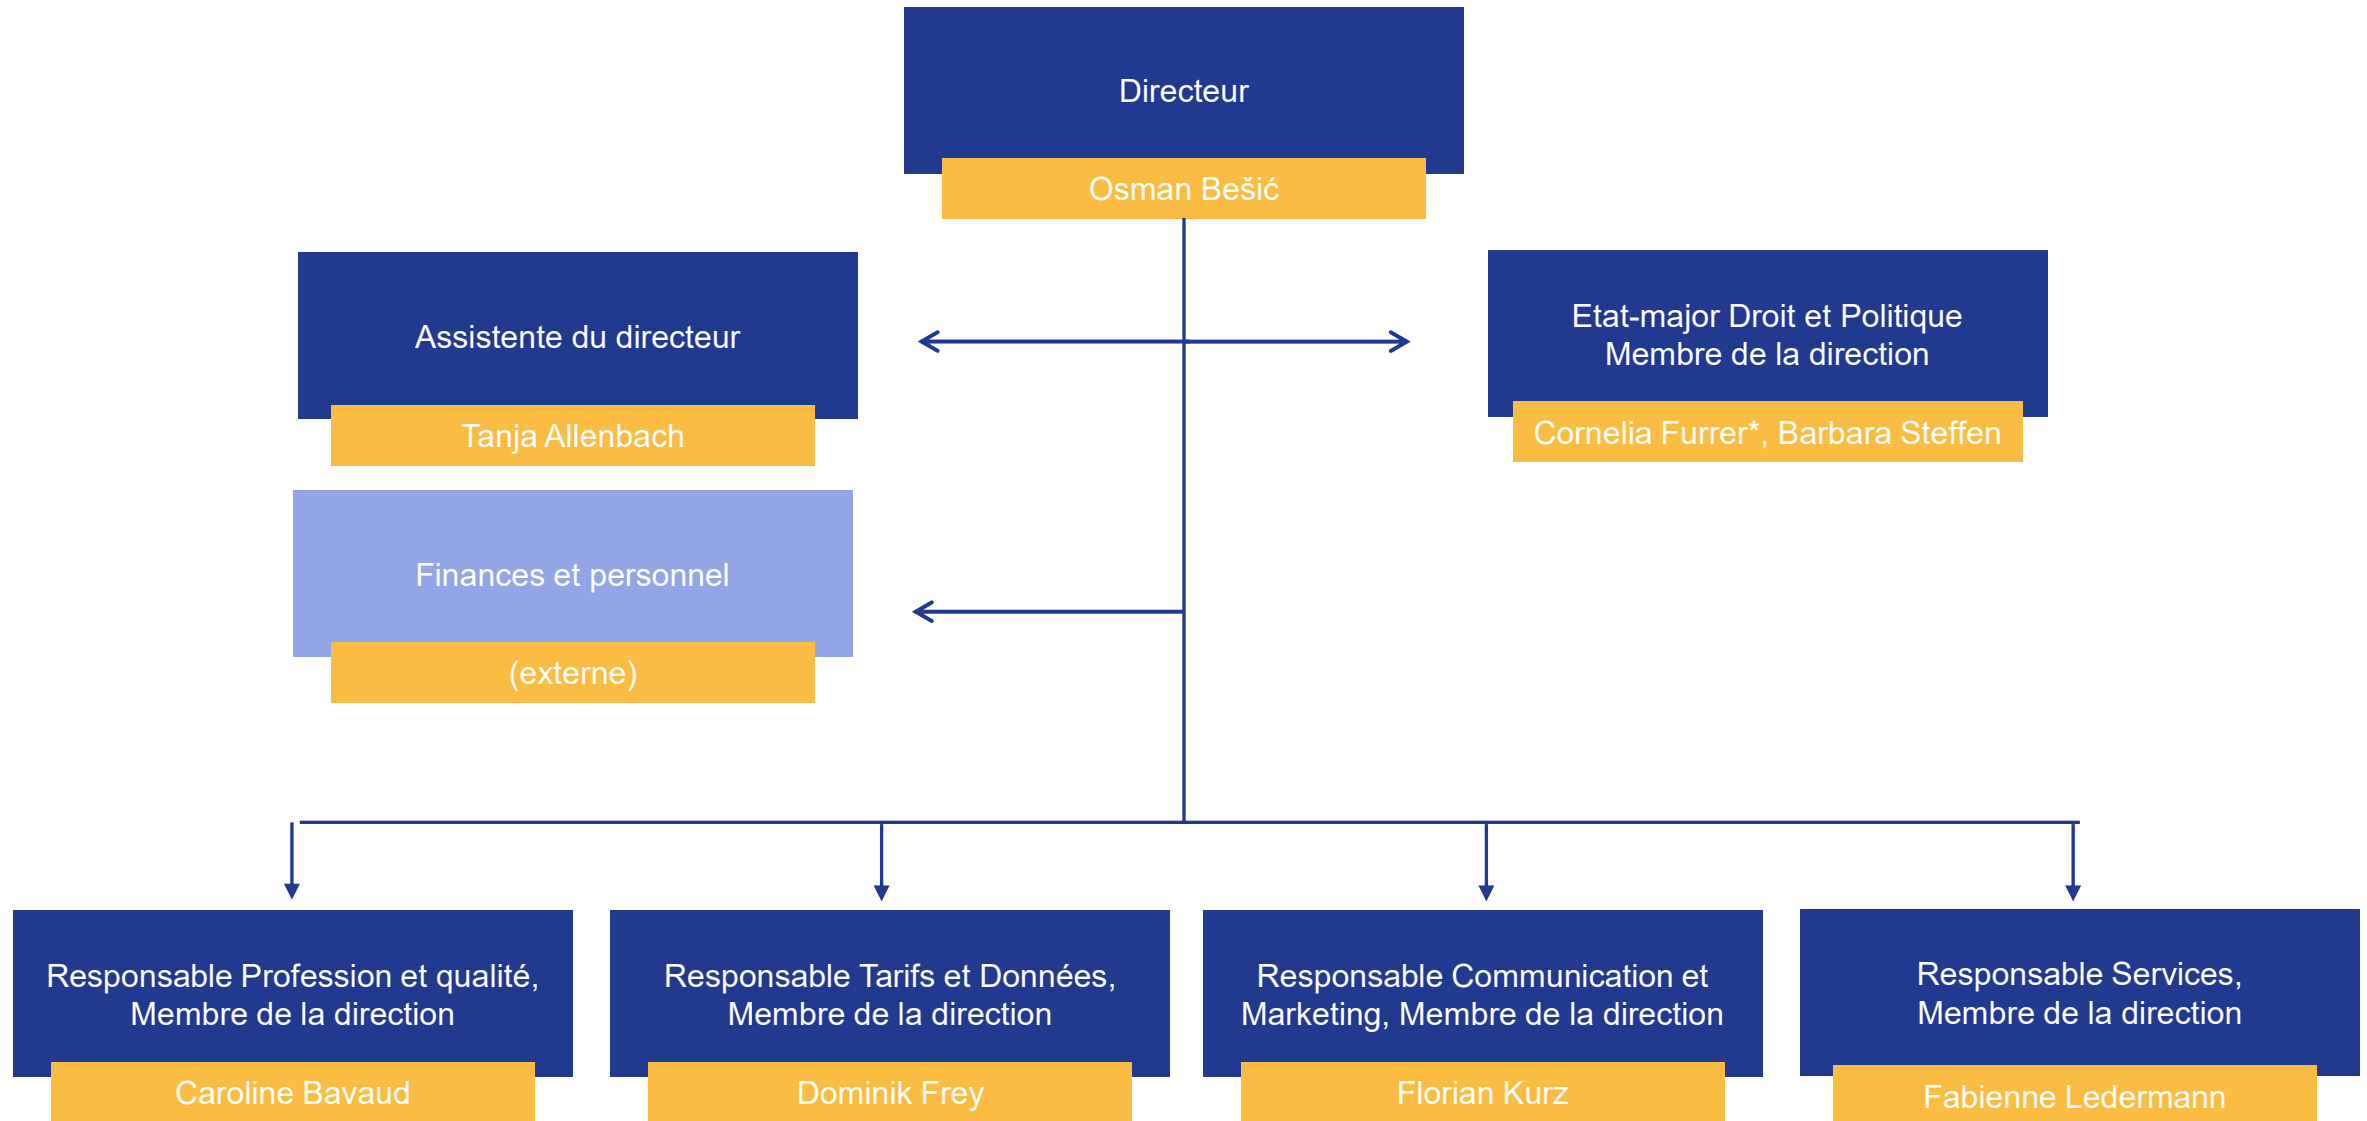 Directeur
Osman Bešić
Assistente du directeur
Tanja Allenbach
Etat-major Droit et Politique
Membre de la direction
Cornelia Furrer*, Barbara Steffen
Finances et personnel
(externe)
Responsable Profession et qualité,
Membre de la direction
Caroline Bavaud
Responsable Tarifs et Données,
Membre de la direction
Dominik Frey
Responsable Communication et
Marketing, Membre de la direction
Florian Kurz
Responsable Services,
Membre de la direction
Fabienne Ledermann